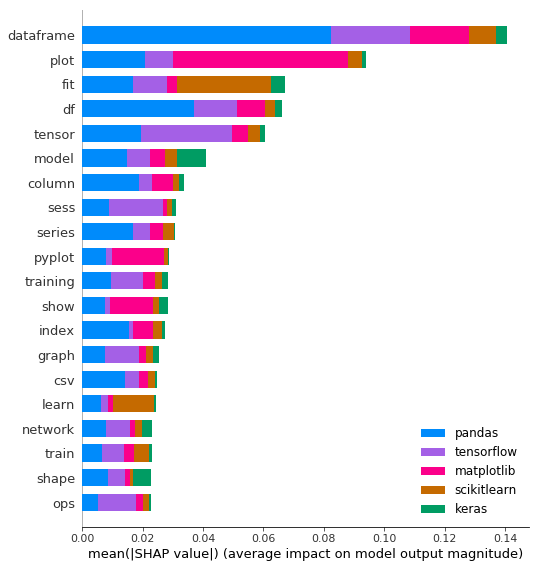 dataframe
plot
fit
df
tensor
model
column
sess
series
pyplot
training
show
index
graph
csv
learn
network
train
shape
ops
pandas
tensorflow
matplotlib
scikitlearn
keras
0.00 0.02 0.04 0.06 0.08 0.10 0.12 0.14
mean(|SHAP value|) (average impact on model output magnitude)